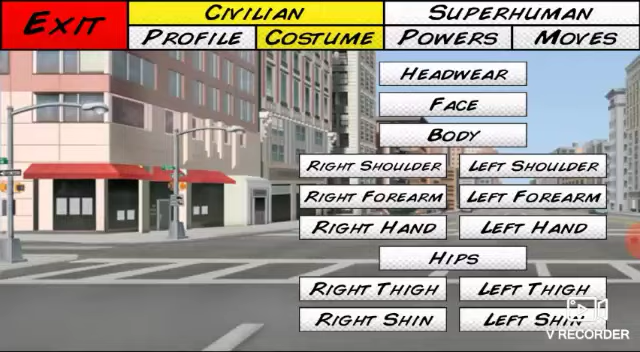 EXIT
CIVILIAN SUPERHUMAN
PROFILE COSTUME POWERS MOVES
HEADWEAR
FACE
BODY
RIGHT SHOULDER LEFT SHOULDER
RIGHT FOREARM LEFT FOREARM
RIGHT HAND LEFT HAND
HIPS
RIGHT THIGH LEFT THIGH
RIGHT SHIN LEFT SHIN
V RECORDER